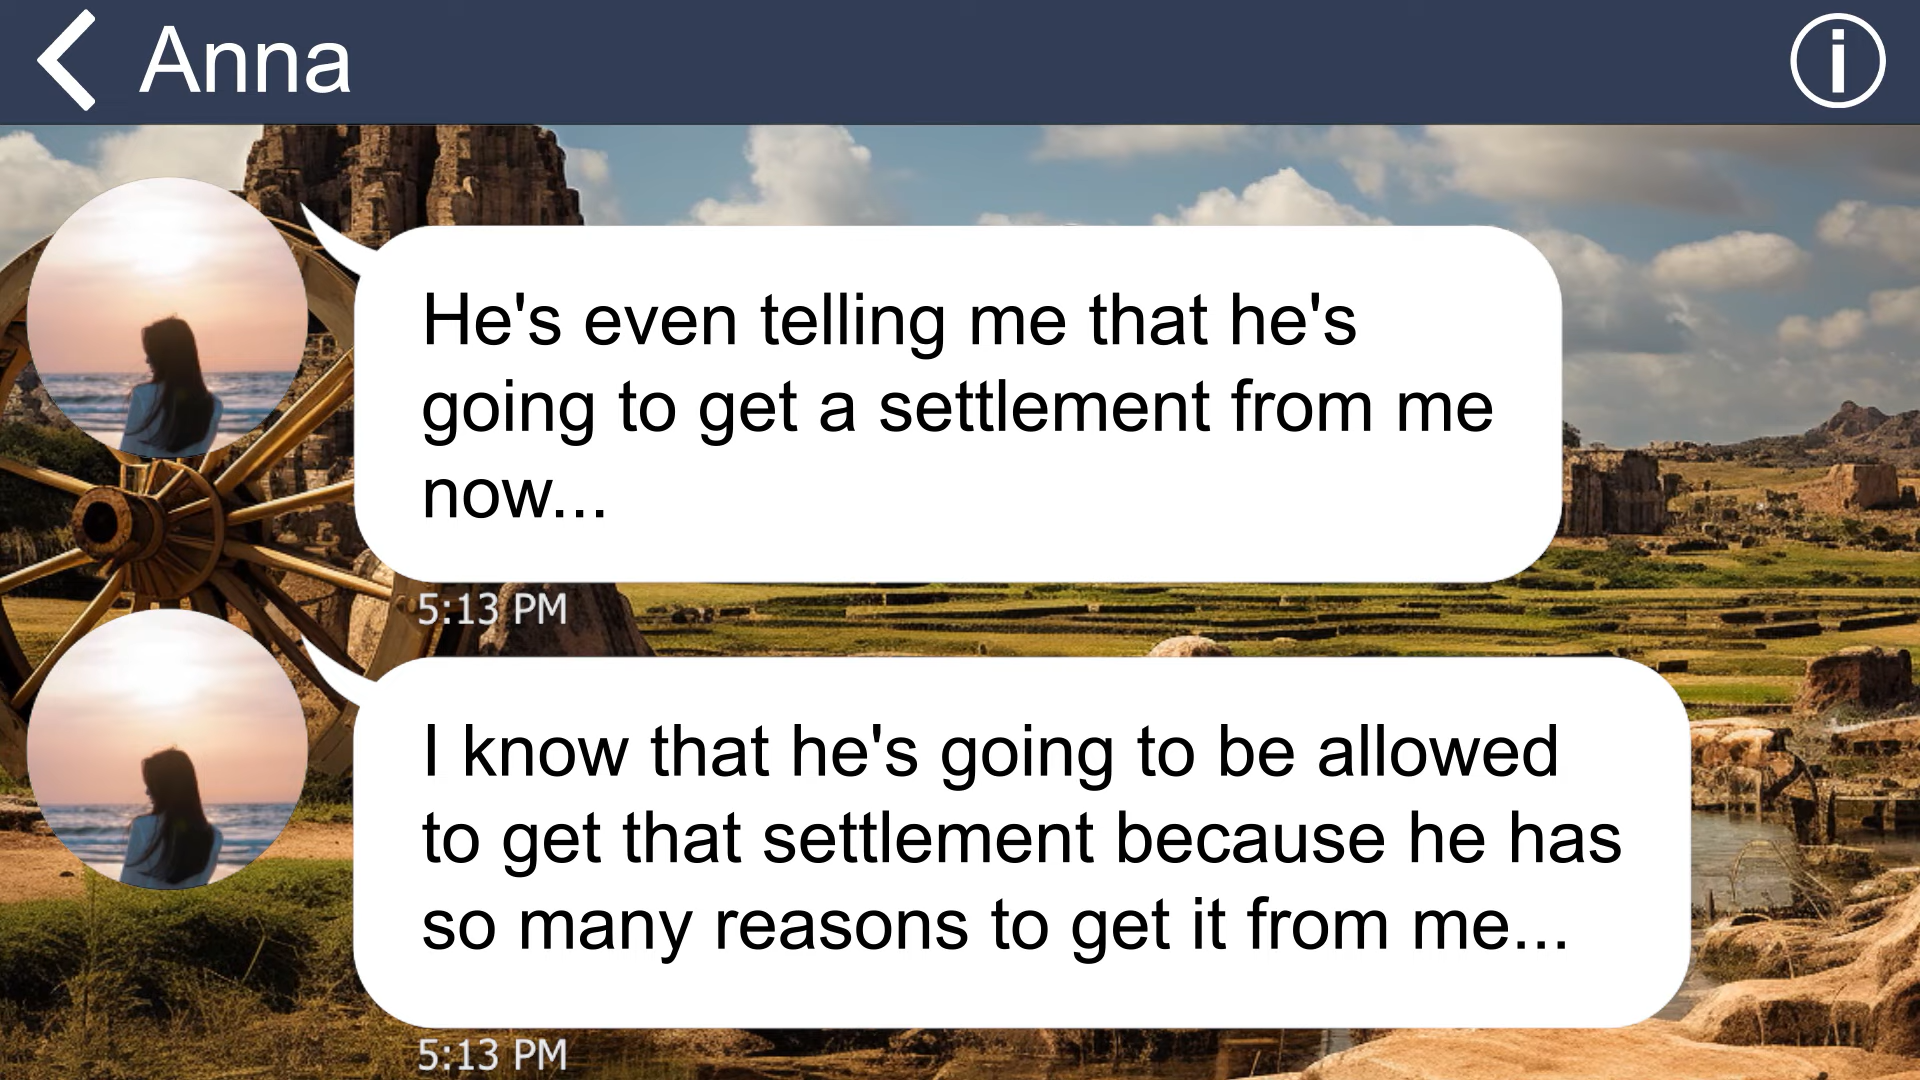 Anna
He's even telling me that he's
going to get a settlement from me
now...
5:13 PM
I know that he's going to be allowed
to get that settlement because he has
so many reasons to get it from me...
5:13 PM